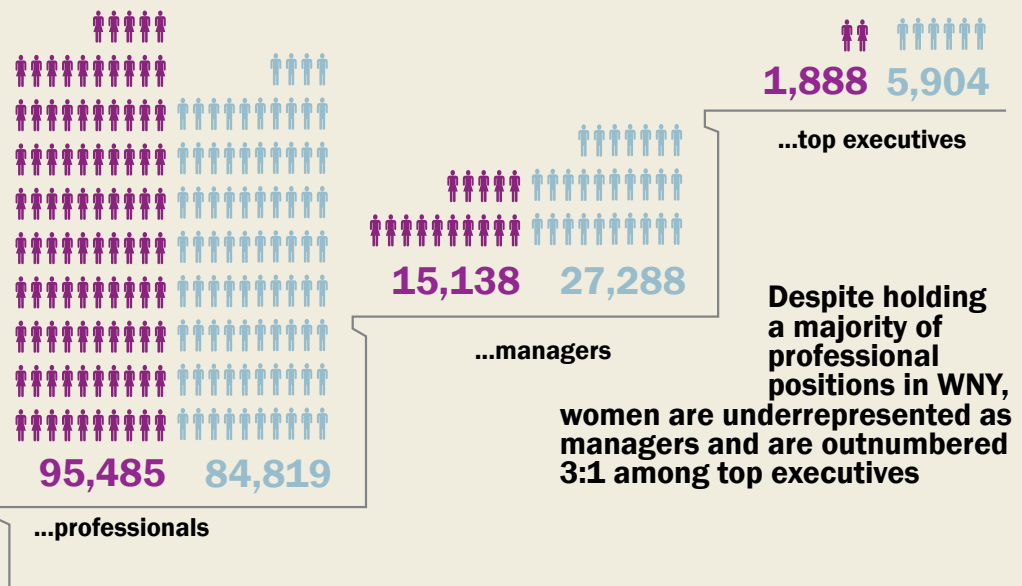 1,888 5,904
...top executives
15,138 27,288
...managers
Despite holding
a majority of
professional
positions in WNY,
women are underrepresented as
managers and are outnumbered
3:1 among top executives
95,485 84,819
...professionals